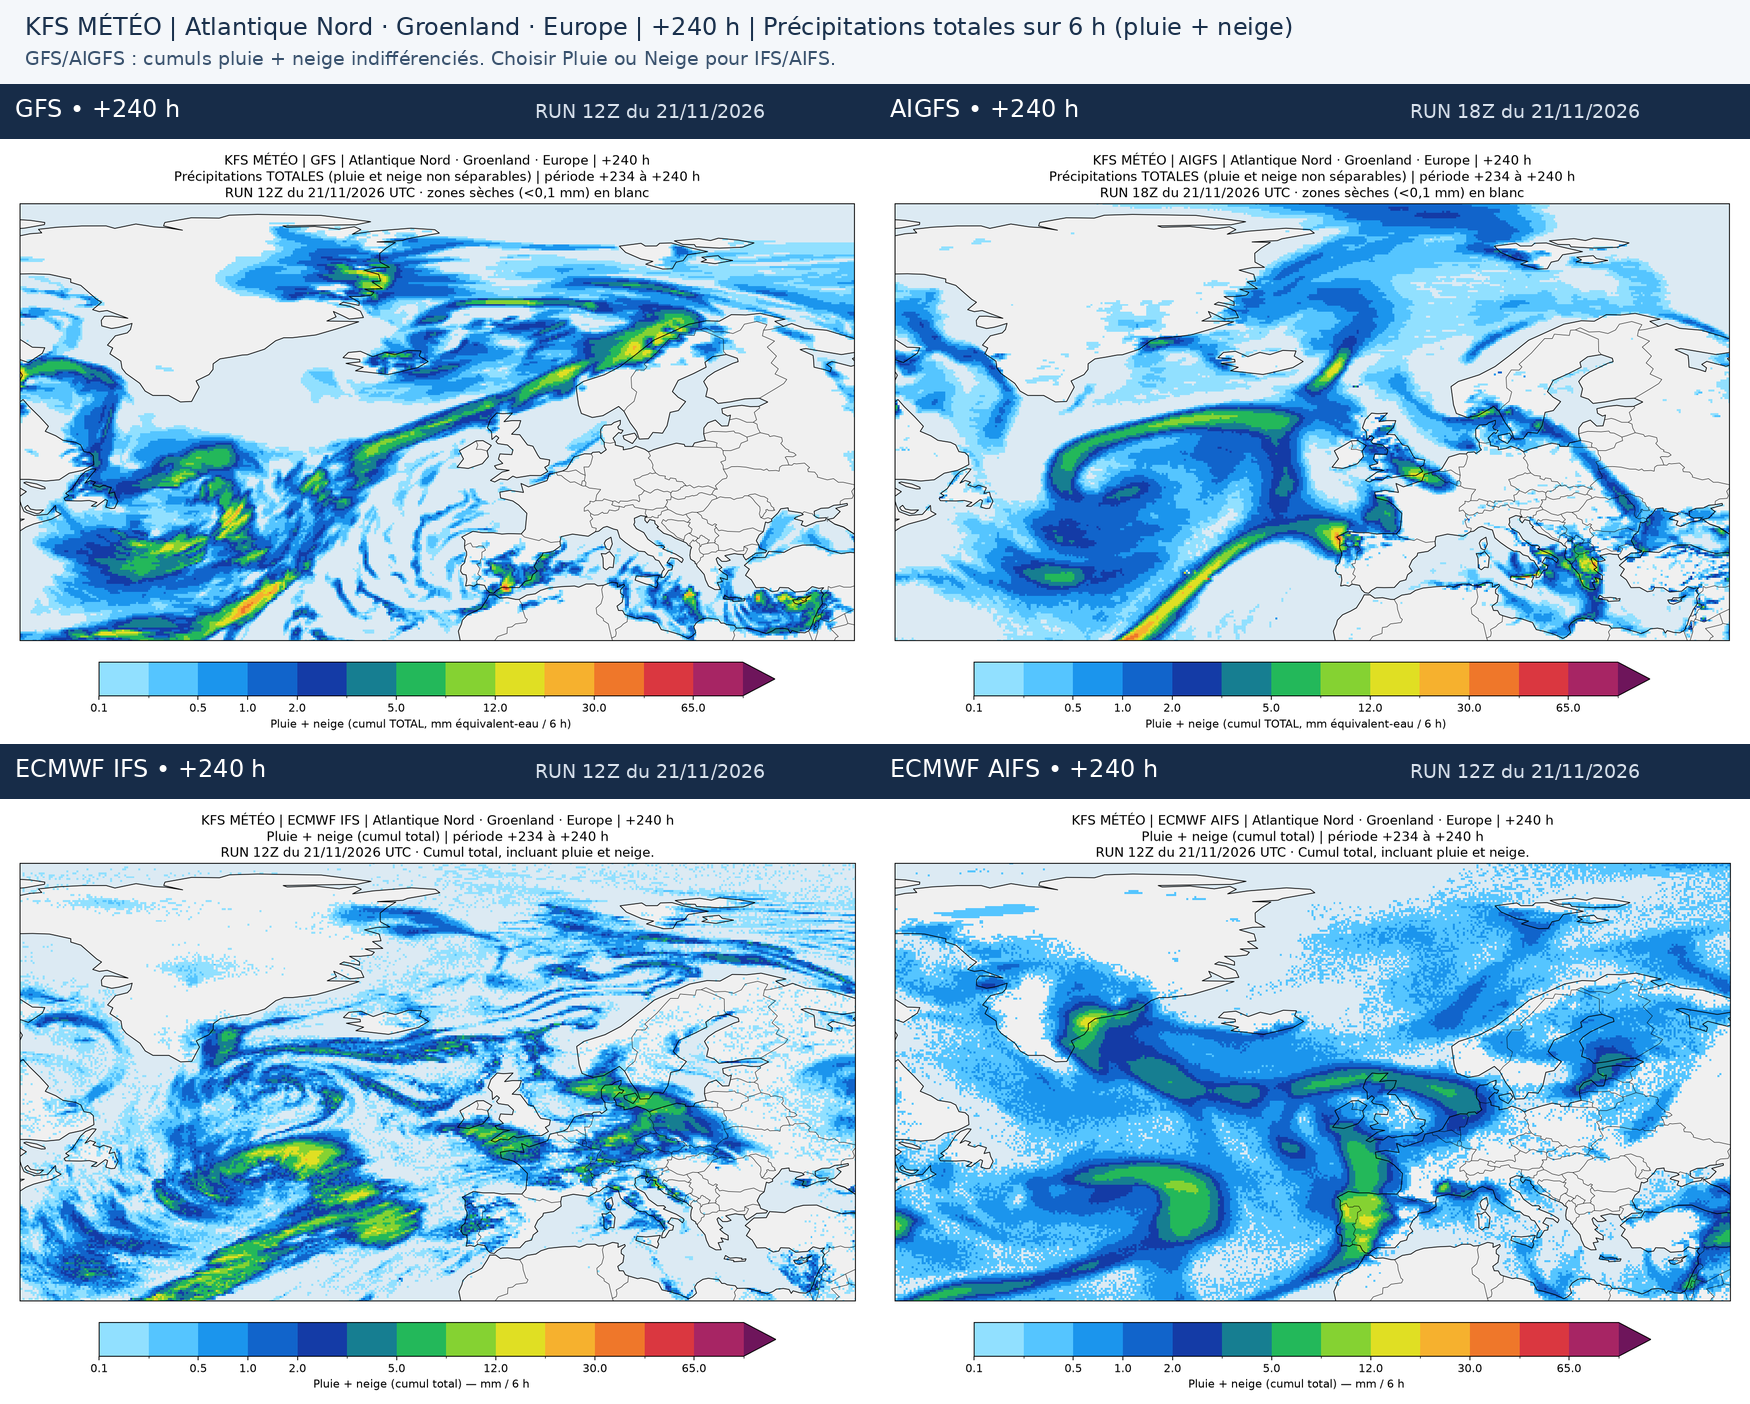 KFS MÉTÉO | Atlantique Nord · Groenland · Europe | +240 h | Précipitations totales sur 6 h (pluie + neige)
GFS/AIGFS : cumuls pluie + neige indifférenciés. Choisir Pluie ou Neige pour IFS/AIFS.
GFS • +240 h
RUN 12Z du 21/11/2026
KFS MÉTÉO | GFS | Atlantique Nord · Groenland · Europe | +240 h
Précipitations TOTALES (pluie et neige non séparables) | période +234 à +240 h
RUN 12Z du 21/11/2026 UTC · zones sèches (<0,1 mm) en blanc
0.1 0.5 1.0 2.0 5.0 12.0 30.0 65.0
Pluie + neige (cumul TOTAL, mm équivalent-eau / 6 h)
AIGFS • +240 h
RUN 18Z du 21/11/2026
KFS MÉTÉO | AIGFS | Atlantique Nord · Groenland · Europe | +240 h
Précipitations TOTALES (pluie et neige non séparables) | période +234 à +240 h
RUN 18Z du 21/11/2026 UTC · zones sèches (<0,1 mm) en blanc
0.1 0.5 1.0 2.0 5.0 12.0 30.0 65.0
Pluie + neige (cumul TOTAL, mm équivalent-eau / 6 h)
ECMWF IFS • +240 h
RUN 12Z du 21/11/2026
KFS MÉTÉO | ECMWF IFS | Atlantique Nord · Groenland · Europe | +240 h
Pluie + neige (cumul total) | période +234 à +240 h
RUN 12Z du 21/11/2026 UTC · Cumul total, incluant pluie et neige.
0.1 0.5 1.0 2.0 5.0 12.0 30.0 65.0
Pluie + neige (cumul total) — mm / 6 h
ECMWF AIFS • +240 h
RUN 12Z du 21/11/2026
KFS MÉTÉO | ECMWF AIFS | Atlantique Nord · Groenland · Europe | +240 h
Pluie + neige (cumul total) | période +234 à +240 h
RUN 12Z du 21/11/2026 UTC · Cumul total, incluant pluie et neige.
0.1 0.5 1.0 2.0 5.0 12.0 30.0 65.0
Pluie + neige (cumul total) — mm / 6 h